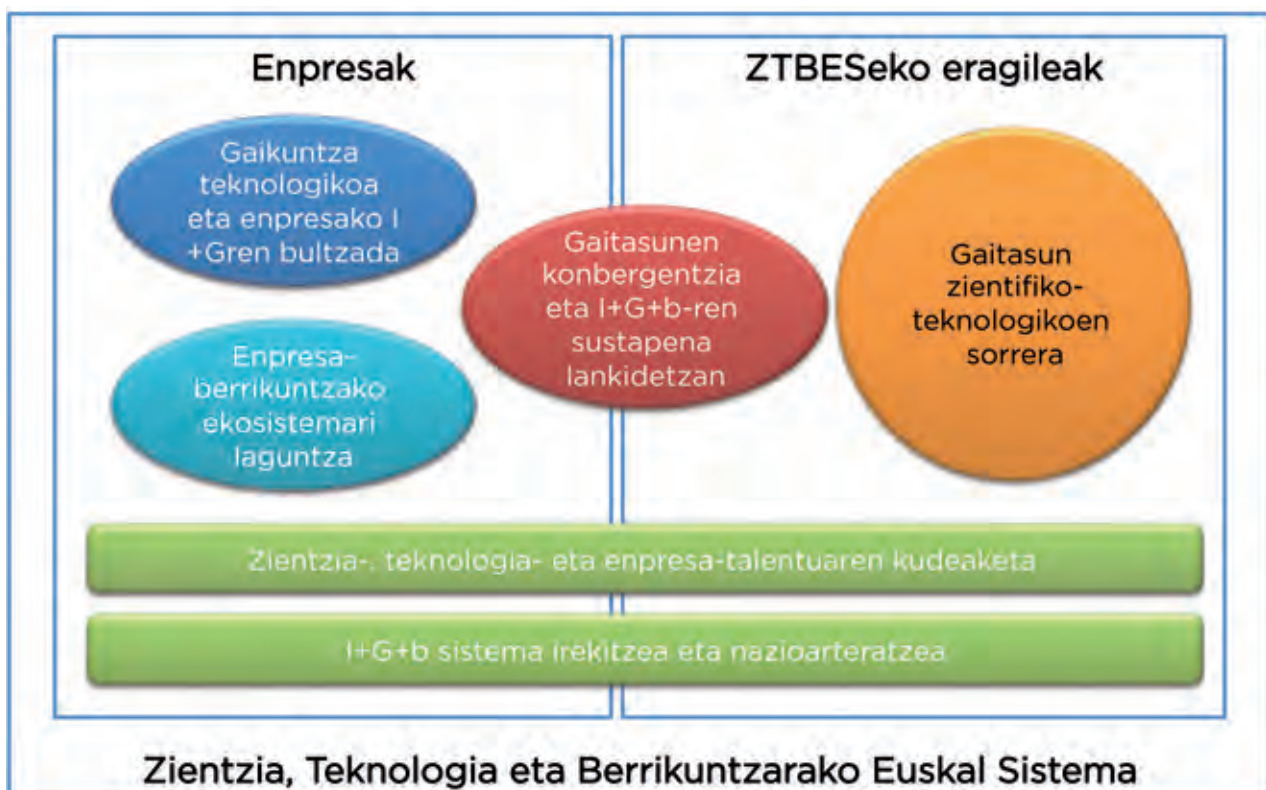 Enpresak
ZTBESeko eragileak
Gaikuntza
teknologikoa
eta enpresako I
+Gren bultzada
Enpresa-
berrikuntzako
ekosistemari
laguntza
Gaitasunen
konbergentzia
eta I+G+b-ren
sustapena
lankidetzan
Gaitasun
zientifiko-
teknologikoen
sorrera
Zientzia-, teknologia- eta enpresa-talentuaren kudeaketa
I+G+b sistema irekitzea eta nazioarteratzea
Zientzia, Teknologia eta Berrikuntzarako Euskal Sistema